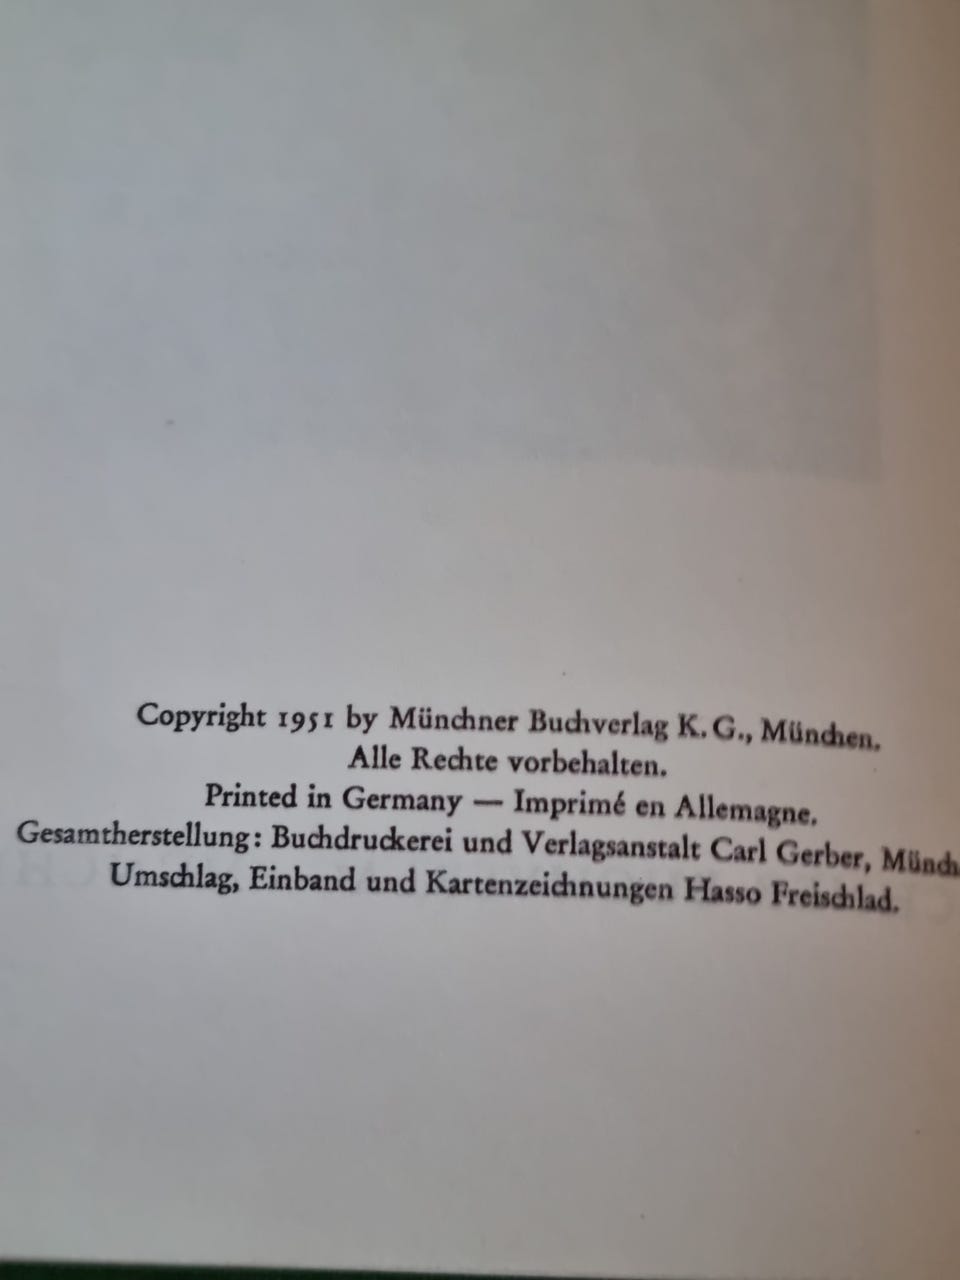 Copyright 1951 by Münchner Buchverlag K. G., München.
Alle Rechte vorbehalten.
Printed in Germany — Imprimé en Allemagne.
Gesamtherstellung: Buchdruckerei und Verlagsanstalt Carl Gerber, Münch
Umschlag, Einband und Kartenzeichnungen Hasso Freischlad.